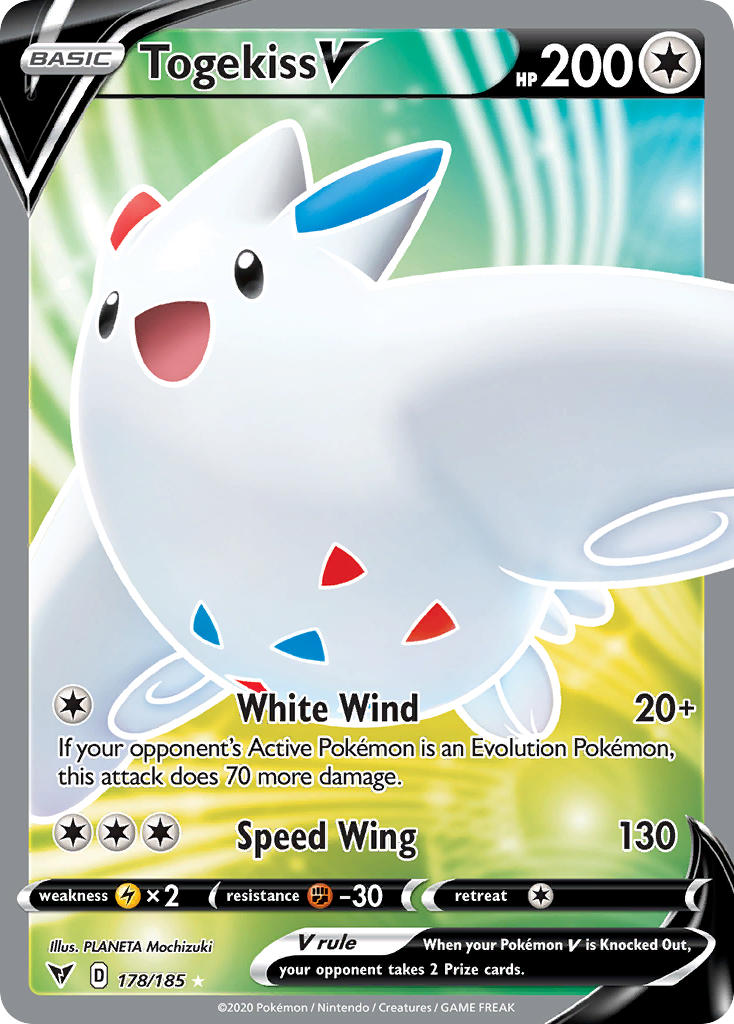 BASIC Togekiss V HP 200
White Wind 20+
If your opponent's Active Pokémon is an Evolution Pokémon,
this attack does 70 more damage.
Speed Wing 130
weakness ×2 resistance -30 retreat
Illus. PLANETA Mochizuki
V rule When your Pokémon V is Knocked Out,
your opponent takes 2 Prize cards.
D 178/185
©2020 Pokémon / Nintendo / Creatures / GAME FREAK